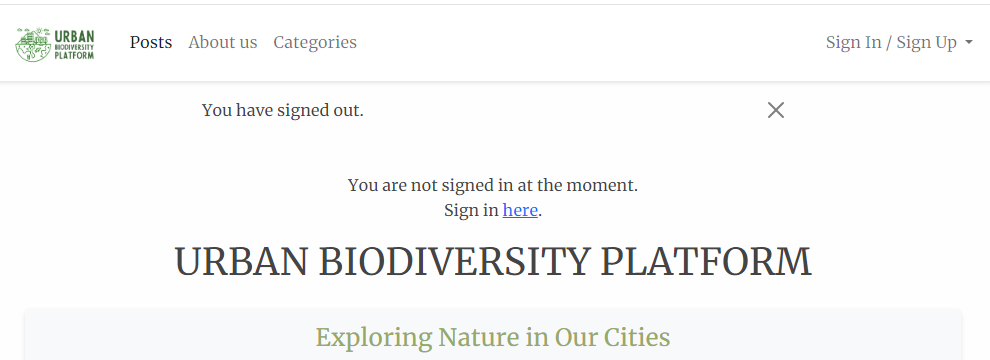 URBAN
BIODIVERSITY
PLATFORM
Posts About us Categories Sign In / Sign Up
You have signed out.
You are not signed in at the moment.
Sign in here.
URBAN BIODIVERSITY PLATFORM
Exploring Nature in Our Cities